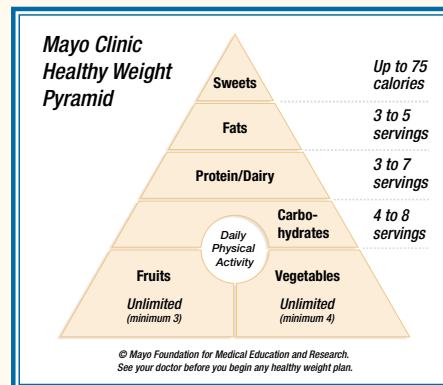 Mayo Clinic
Healthy Weight
Pyramid
Sweets
Up to 75
calories
Fats
3 to 5
servings
Protein/Dairy
3 to 7
servings
Carbo-
hydrates
4 to 8
servings
Daily
Physical
Activity
Fruits
Unlimited
(minimum 3)
Vegetables
Unlimited
(minimum 4)
© Mayo Foundation for Medical Education and Research.
See your doctor before you begin any healthy weight plan.